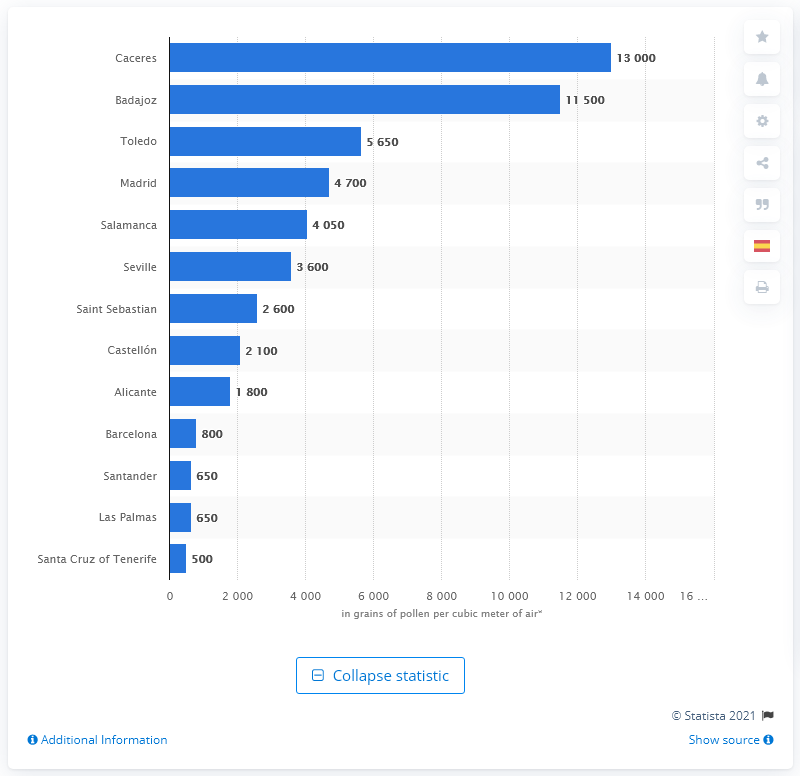 Caceres 13 000
Badajoz 11 500
Toledo 5 650
Madrid 4 700
Salamanca 4 050
Seville 3 600
Saint Sebastian 2 600
Castellón 2 100
Alicante 1 800
Barcelona 800
Santander 650
Las Palmas 650
Santa Cruz of Tenerife 500
0 2 000 4 000 6 000 8 000 10 000 12 000 14 000 16 ...
in grains of pollen per cubic meter of air*
Collapse statistic
© Statista 2021
Additional Information Show source